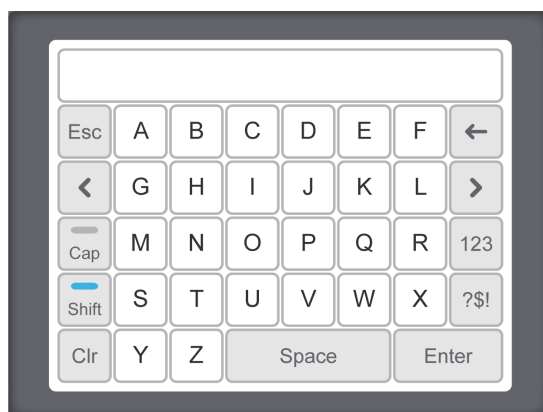 Esc A B C D E F ←
< G H I J K L >
Cap M N O P Q R 123
Shift S T U V W X ?$!
Clr Y Z Space Enter